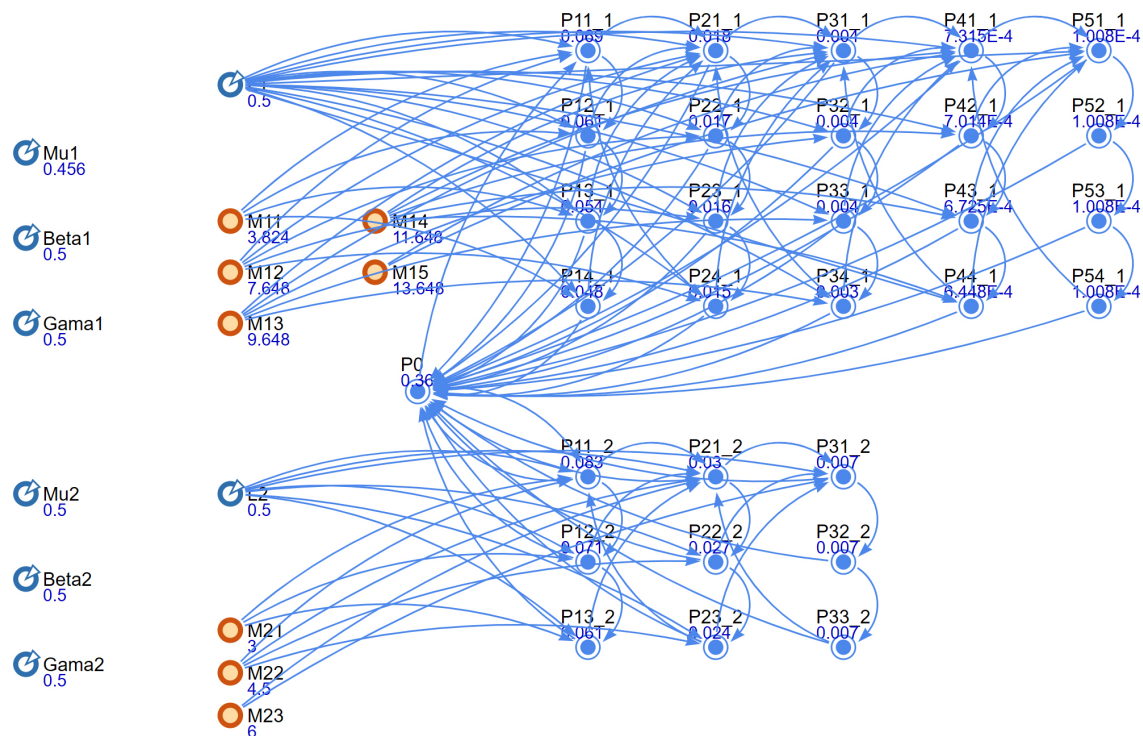 P11_1
0.069
P21_1
0.018
P31_1
0.004
P41_1
7.315E-4
P51_1
1.008E-4
0.5
P12_1
0.061
P22_1
0.017
P32_1
0.004
P42_1
7.014E-4
P52_1
1.008E-4
Mu1
0.456
P13_1
0.054
P23_1
0.016
P33_1
0.004
P43_1
6.725E-4
P53_1
1.008E-4
M11
3.824
M14
11.648
Beta1
0.5
M12
7.648
M15
13.648
P14_1
0.048
P24_1
0.015
P34_1
0.003
P44_1
6.448E-4
P54_1
1.008E-4
Gama1
0.5
M13
9.648
P0
0.36
P11_2
0.083
P21_2
0.03
P31_2
0.007
Mu2
0.5
L2
0.5
P12_2
0.071
P22_2
0.027
P32_2
0.007
Beta2
0.5
P13_2
0.061
P23_2
0.024
P33_2
0.007
M21
3
Gama2
0.5
M22
4.5
M23
6